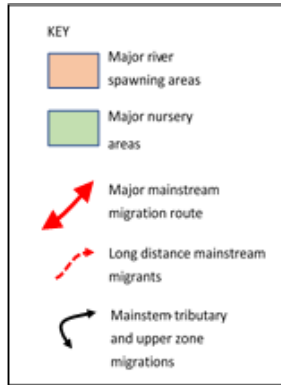 KEY
Major river
spawning areas
Major nursery
areas
Major mainstream
migration route
Long distance mainstream
migrants
Mainstem tributary
and upper zone
migrations